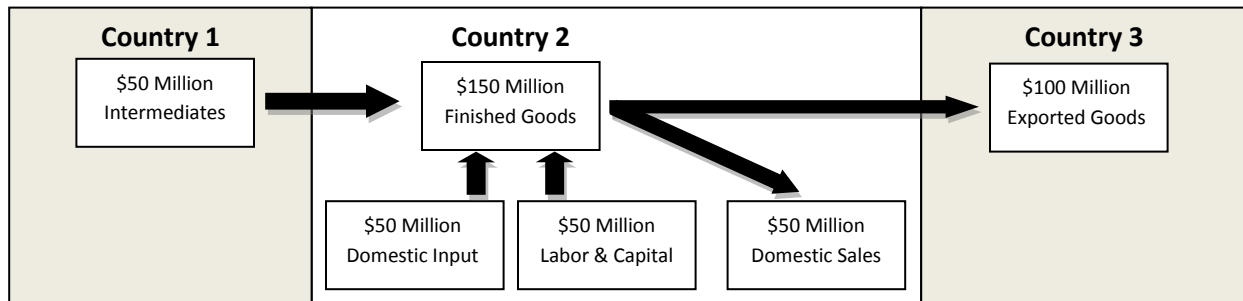 Country 1
$50 Million
Intermediates
Country 2
$150 Million
Finished Goods
$50 Million
Domestic Input
$50 Million
Labor & Capital
$50 Million
Domestic Sales
Country 3
$100 Million
Exported Goods